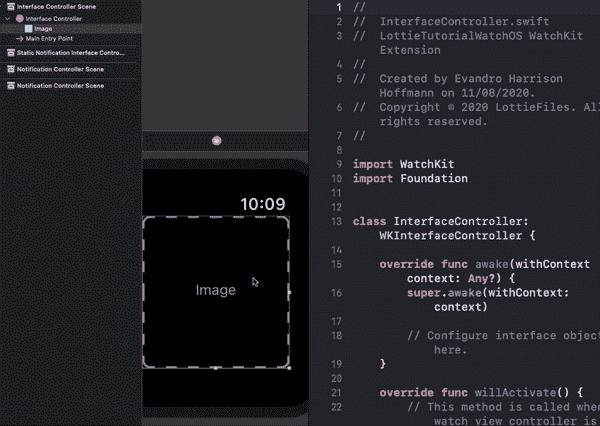 Interface Controller Scene
Interface Controller
Image
Main Entry Point
Static Notification Interface Contro...
Notification Controller Scene
Notification Controller Scene
10:09
Image
1 //
2 //  InterfaceController.swift
3 //  LottieTutorialWatchOS WatchKit
Extension
4 //
5 //  Created by Evandro Harrison
Hoffmann on 11/08/2020.
6 //  Copyright © 2020 LottieFiles. All
rights reserved.
7 //
8
9 import WatchKit
10 import Foundation
11
12
13 class InterfaceController:
WKInterfaceController {
14
15 override func awake(withContext
context: Any?) {
16 super.awake(withContext:
context)
17
18 // Configure interface object
here.
19 }
20
21 override func willActivate() {
22 // This method is called when
watch view controller is